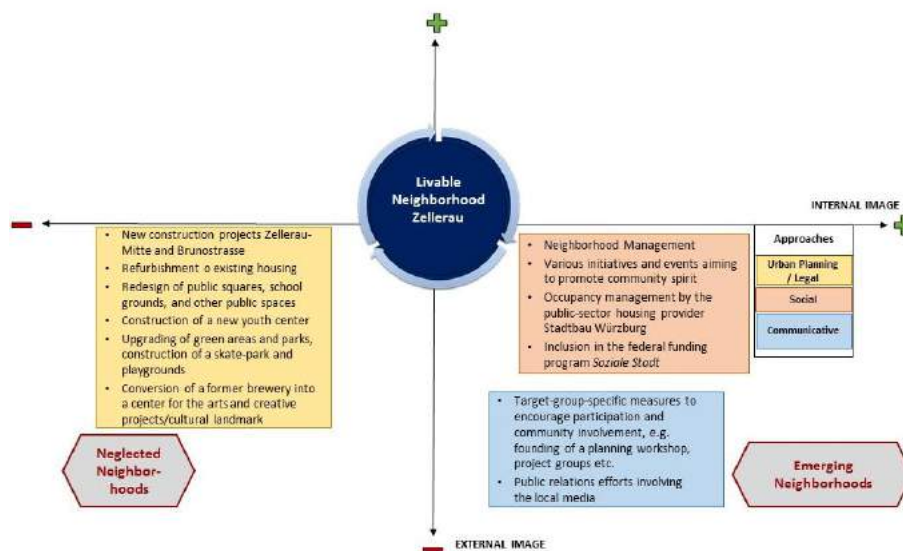 Livable
Neighborhood
Zellerau
INTERNAL IMAGE
• New construction projects Zellerau-
Mitte and Brunostrasse
• Refurbishment o existing housing
• Redesign of public squares, school
grounds, and other public spaces
• Construction of a new youth center
• Upgrading of green areas and parks,
construction of a skate-park and
playgrounds
• Conversion of a former brewery into
a center for the arts and creative
projects/cultural landmark
• Neighborhood Management
• Various initiatives and events aiming
to promote community spirit
• Occupancy management by the
public-sector housing provider
Stadtbau Würzburg
• Inclusion in the federal funding
program Soziale Stadt
Approaches
Urban Planning
/ Legal
Social
Communicative
• Target-group-specific measures to
encourage participation and
community involvement, e.g.
founding of a planning workshop,
project groups etc.
• Public relations efforts involving
the local media
Neglected
Neighbor-
hoods
Emerging
Neighborhoods
EXTERNAL IMAGE